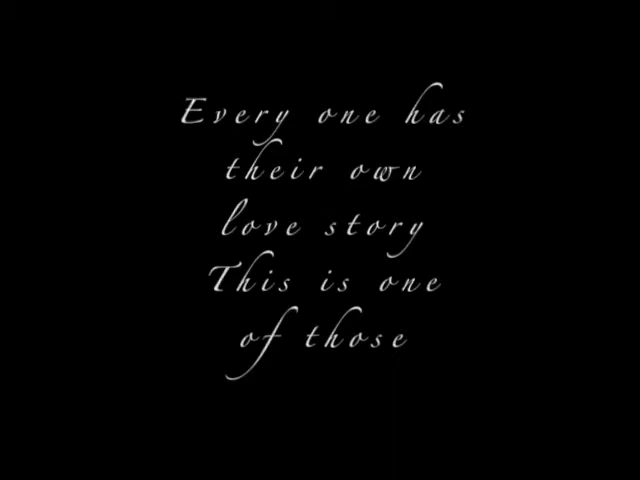 Every one has
their own
love story
This is one
of those